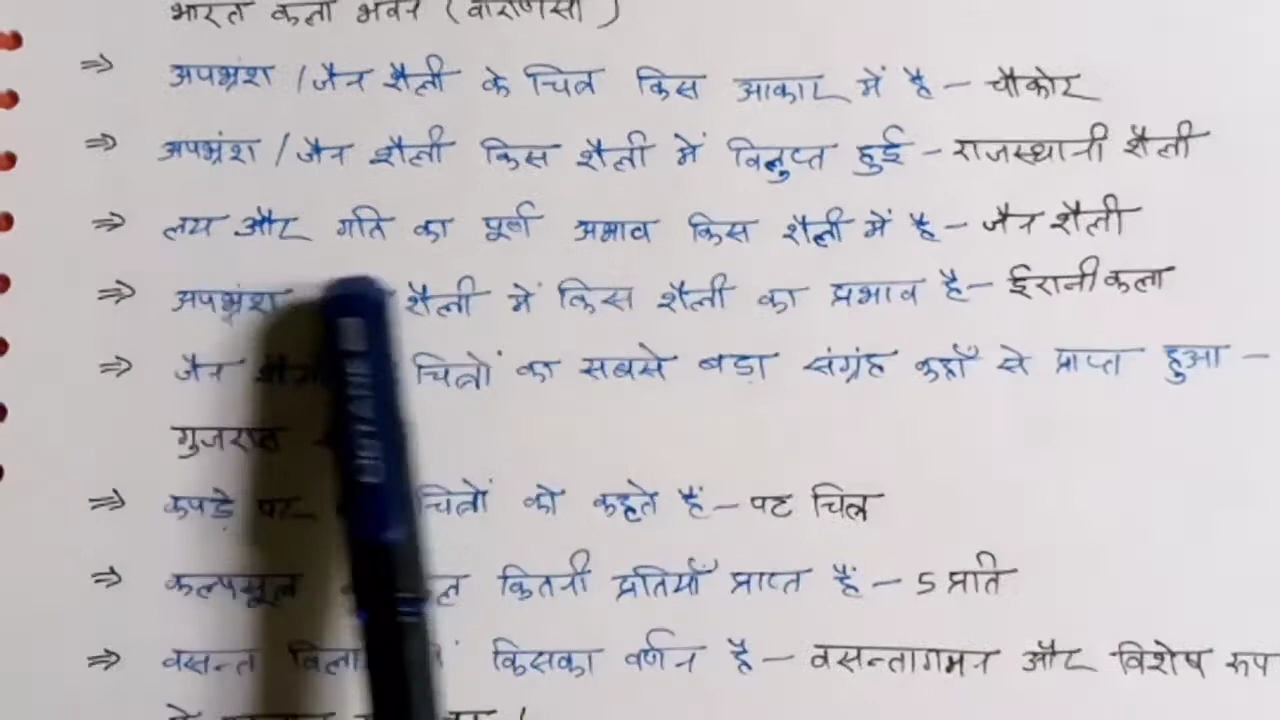 भारत कला भवन (वाराणसी)
⇒ अपभ्रंश / जैन शैली के चित्र किस आकार में है – चौकोर
⇒ अपभ्रंश / जैन शैली किस शैली में विलुप्त हुई – राजस्थानी शैली
⇒ लय और गति का पूर्ण अभाव किस शैली में है – जैन शैली
⇒ अपभ्रंश शैली में किस शैली का प्रभाव है – ईरानी कला
⇒ जैन चित्रों का सबसे बड़ा संग्रंह कहाँ से प्राप्त हुआ –
गुजरात
⇒ कपड़े पर चित्रों को कहते हैं – पट चित्र
⇒ कल्पसूत्र कितनी प्रतियाँ प्राप्त हैं – 5 प्रति
⇒ वसन्त किसका वर्णन है – वसन्तागमन और विशेष रूप